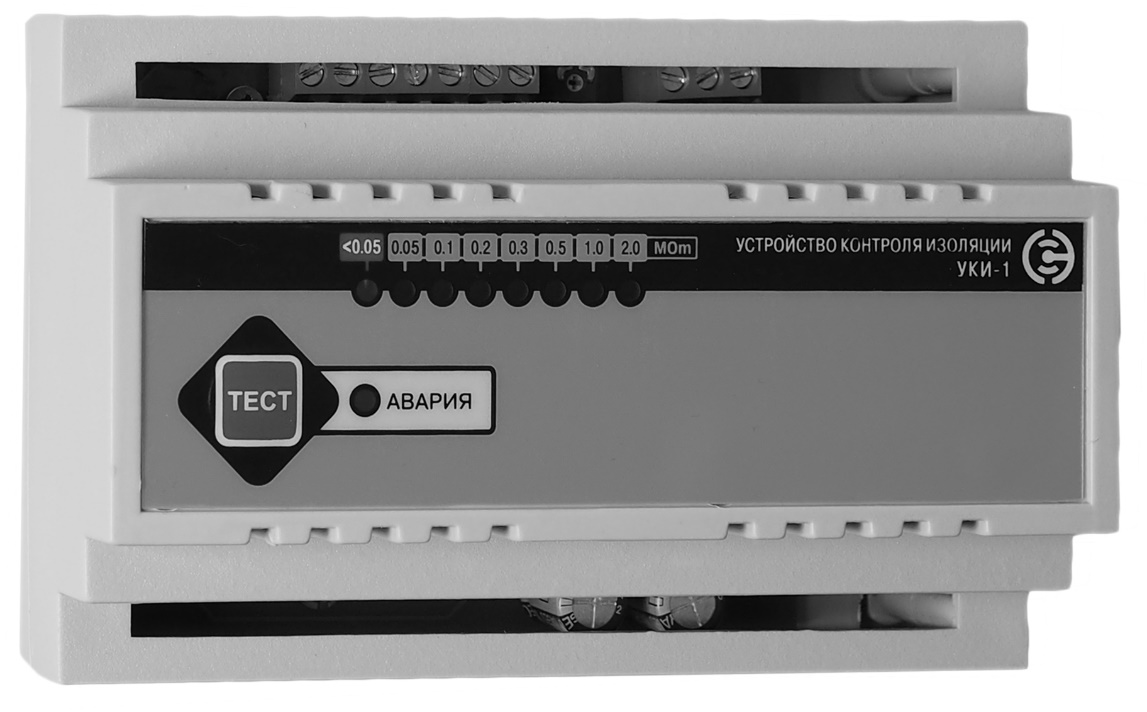 <0.05 0.05 0.1 0.2 0.3 0.5 1.0 2.0 МОm
УСТРОЙСТВО КОНТРОЛЯ ИЗОЛЯЦИИ
УКИ-1
ТЕСТ
АВАРИЯ